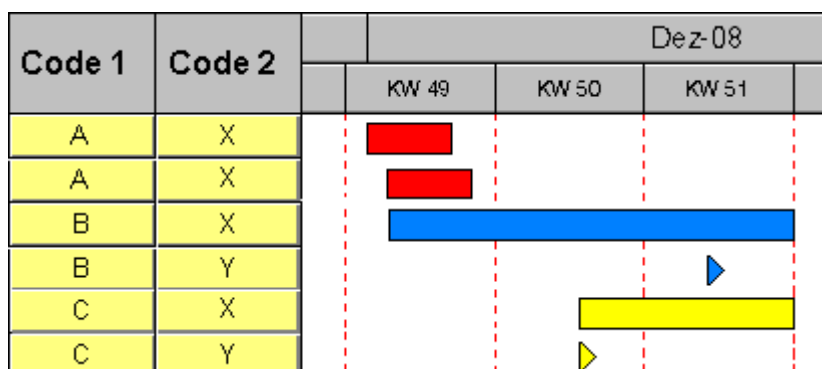 Code 1 Code 2 Dez-08
KW 49 KW 50 KW 51
A X
A X
B X
B Y
C X
C Y